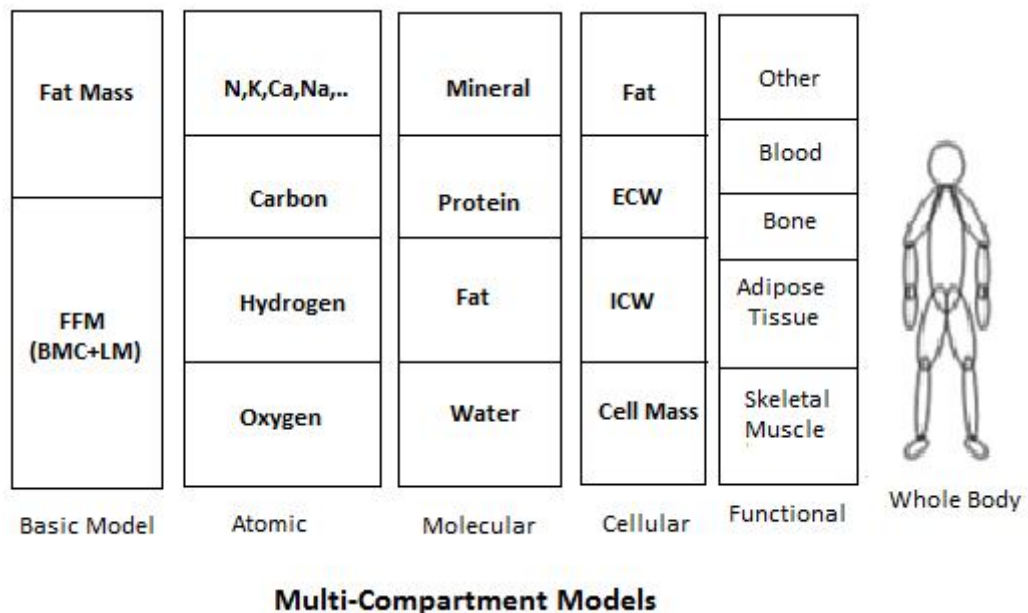 Fat Mass
FFM
(BMC+LM)
Basic Model
N,K,Ca,Na,..
Carbon
Hydrogen
Oxygen
Atomic
Mineral
Protein
Fat
Water
Molecular
Fat
ECW
ICW
Cell Mass
Cellular
Other
Blood
Bone
Adipose
Tissue
Skeletal
Muscle
Functional
Whole Body
Multi-Compartment Models